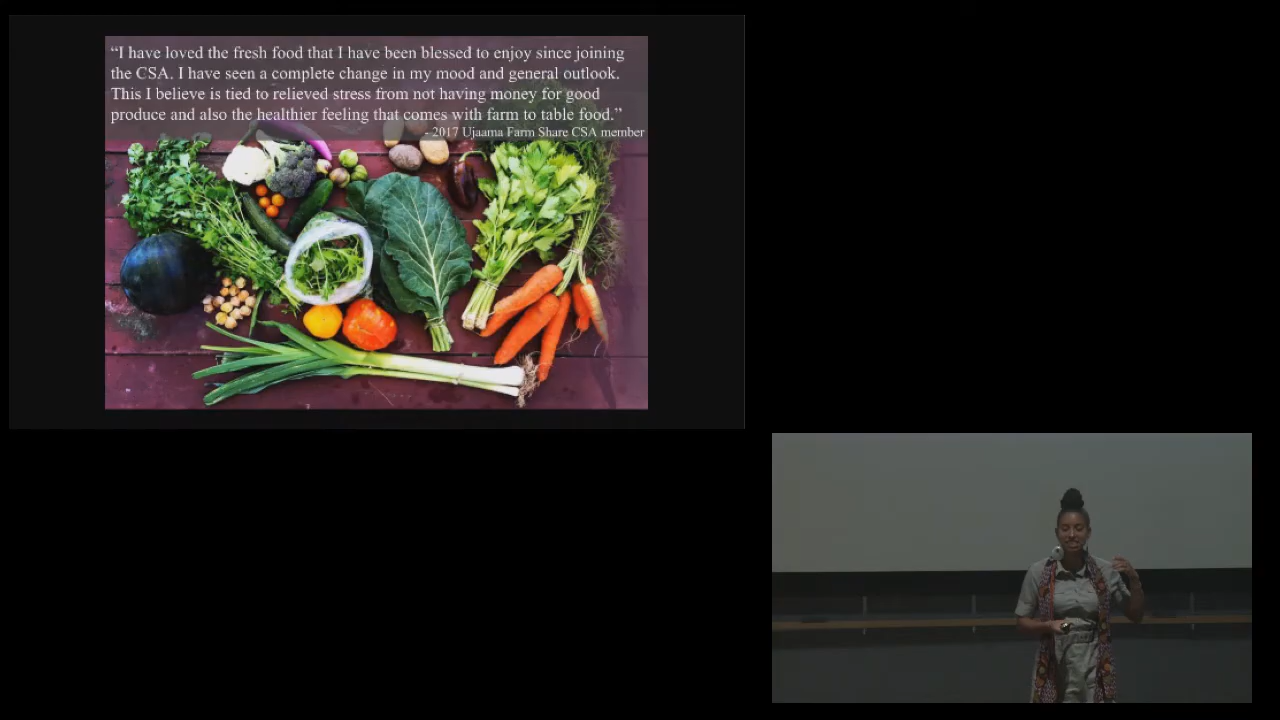 “I have loved the fresh food that I have been blessed to enjoy since joining
the CSA. I have seen a complete change in my mood and general outlook.
This I believe is tied to relieved stress from not having money for good
produce and also the healthier feeling that comes with farm to table food.”
- 2017 Ujaama Farm Share CSA member